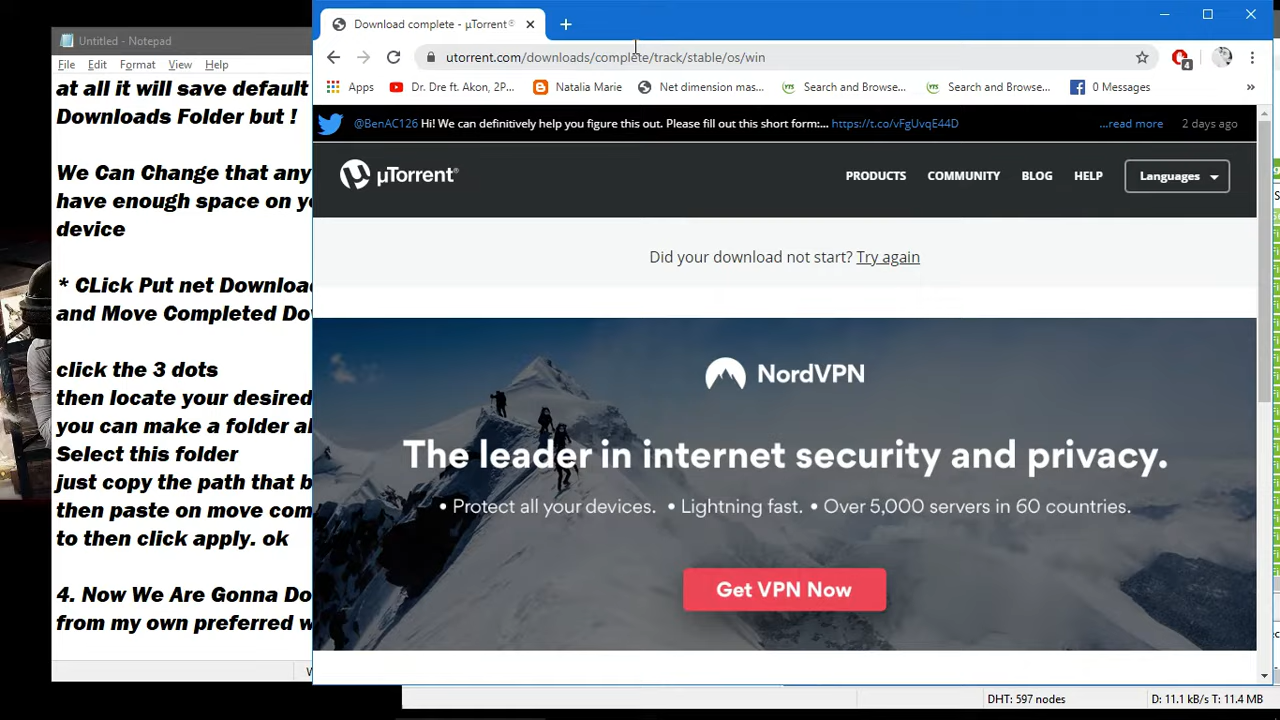 Untitled - Notepad
File Edit Format View Help
at all it will save default
Downloads Folder but !
We Can Change that any
have enough space on
device
* CLick Put net
and Move Completed
click the 3 dots
then locate your desired
you can make a folder
Select this folder
just copy the path that
then paste on move
to then click apply. ok
4. Now We Are Gonna
from my own preferred
Download complete - µTorrent®
utorrent.com/downloads/complete/track/stable/os/win
4
Apps Dr. Dre ft. Akon, 2P... Natalia Marie Net dimension mas... Search and Browse... Search and Browse... 0 Messages »
@BenAC126 Hi! We can definitively help you figure this out. Please fill out this short form:... https://t.co/vFgUvqE44D ...read more 2 days ago
µTorrent® PRODUCTS COMMUNITY BLOG HELP Languages
Did your download not start? Try again
NordVPN
The leader in internet security and privacy.
• Protect all your devices. • Lightning fast. • Over 5,000 servers in 60 countries.
Get VPN Now
DHT: 597 nodes D: 11.1 kB/s T: 11.4 MB